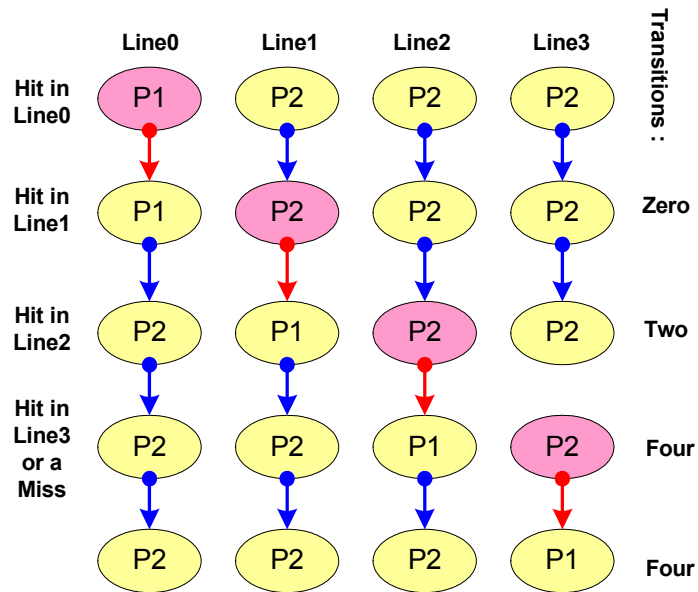 Line0 Line1 Line2 Line3
Transitions :
Hit in
Line0
P1 P2 P2 P2
Hit in
Line1
P1 P2 P2 P2 Zero
Hit in
Line2
P2 P1 P2 P2 Two
Hit in
Line3
or a
Miss
P2 P2 P1 P2 Four
P2 P2 P2 P1 Four